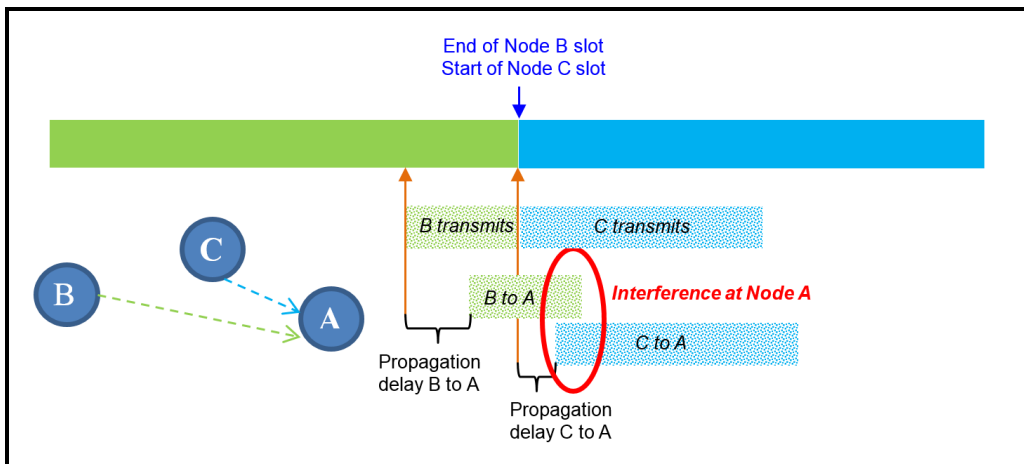 End of Node B slot
Start of Node C slot
B transmits
C transmits
C
B
A
B to A
Interference at Node A
C to A
Propagation
delay B to A
Propagation
delay C to A